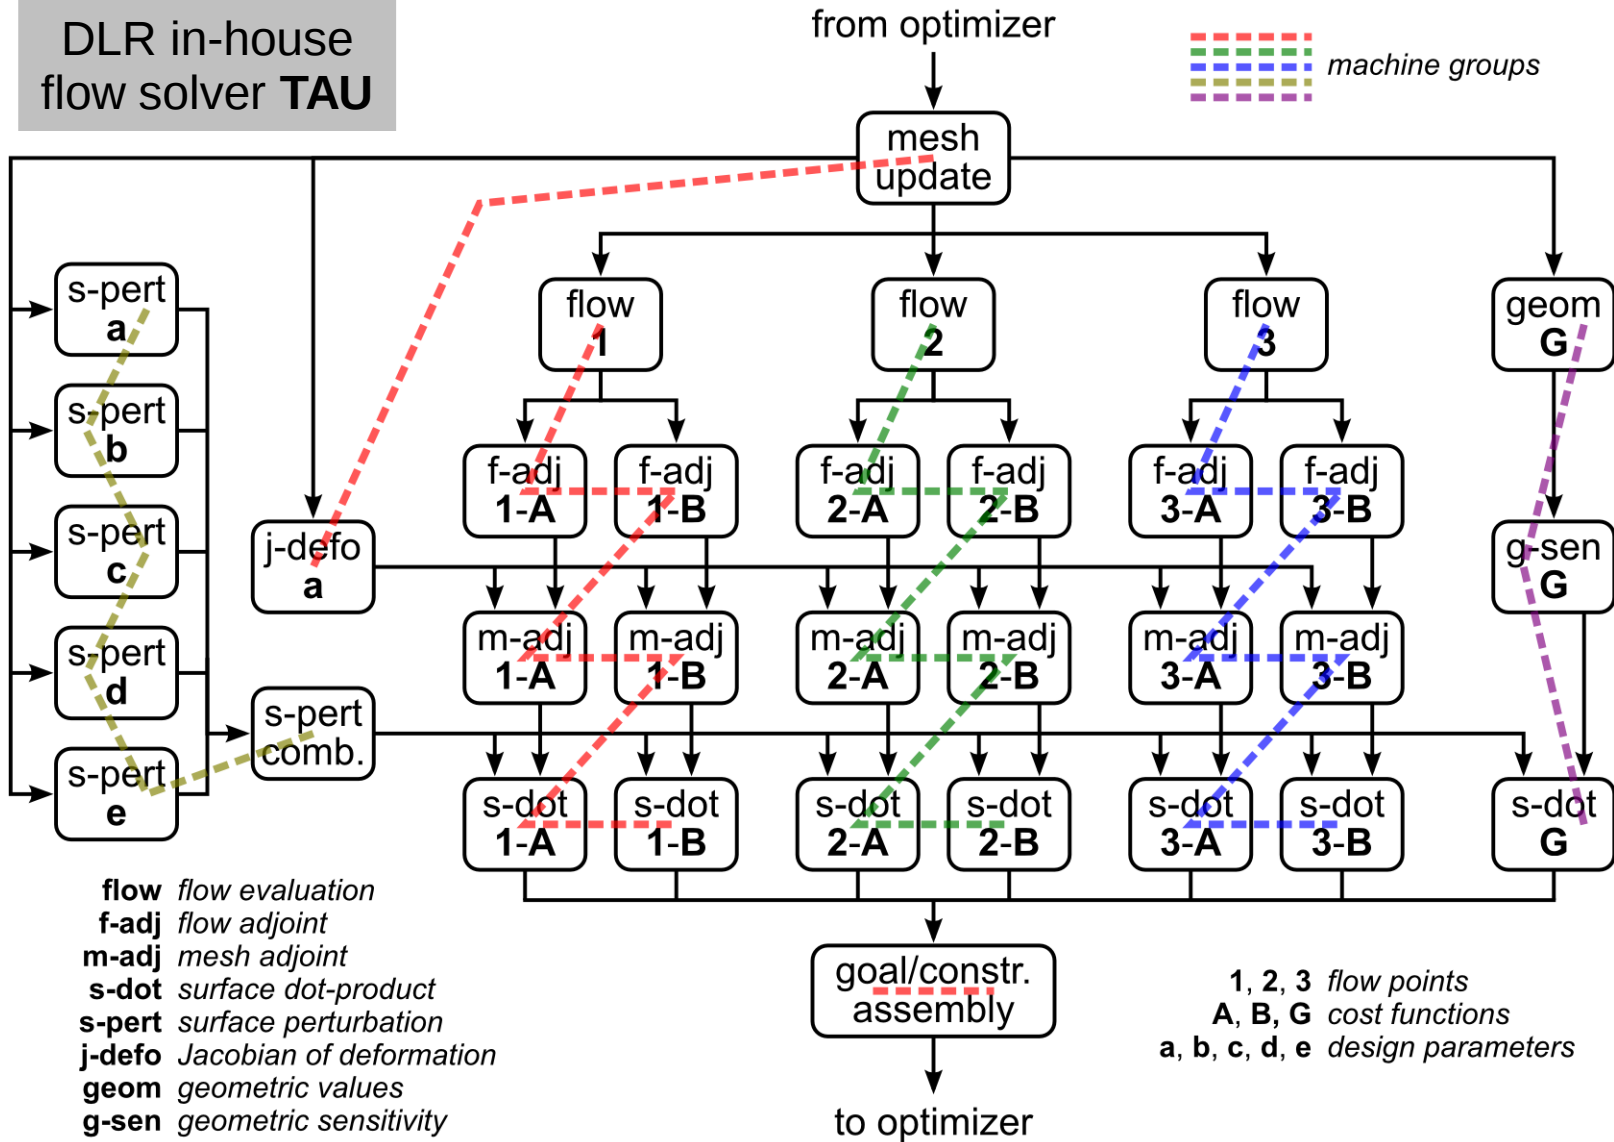 DLR in-house
flow solver TAU
from optimizer
machine groups
mesh
update
s-pert
a
s-pert
b
s-pert
c
s-pert
d
s-pert
e
j-defo
a
s-pert
comb.
flow
1
flow
2
flow
3
geom
G
f-adj
1-A
f-adj
1-B
f-adj
2-A
f-adj
2-B
f-adj
3-A
f-adj
3-B
g-sen
G
m-adj
1-A
m-adj
1-B
m-adj
2-A
m-adj
2-B
m-adj
3-A
m-adj
3-B
s-dot
1-A
s-dot
1-B
s-dot
2-A
s-dot
2-B
s-dot
3-A
s-dot
3-B
s-dot
G
goal/constr.
assembly
to optimizer
flow flow evaluation
f-adj flow adjoint
m-adj mesh adjoint
s-dot surface dot-product
s-pert surface perturbation
j-defo Jacobian of deformation
geom geometric values
g-sen geometric sensitivity
1, 2, 3 flow points
A, B, G cost functions
a, b, c, d, e design parameters